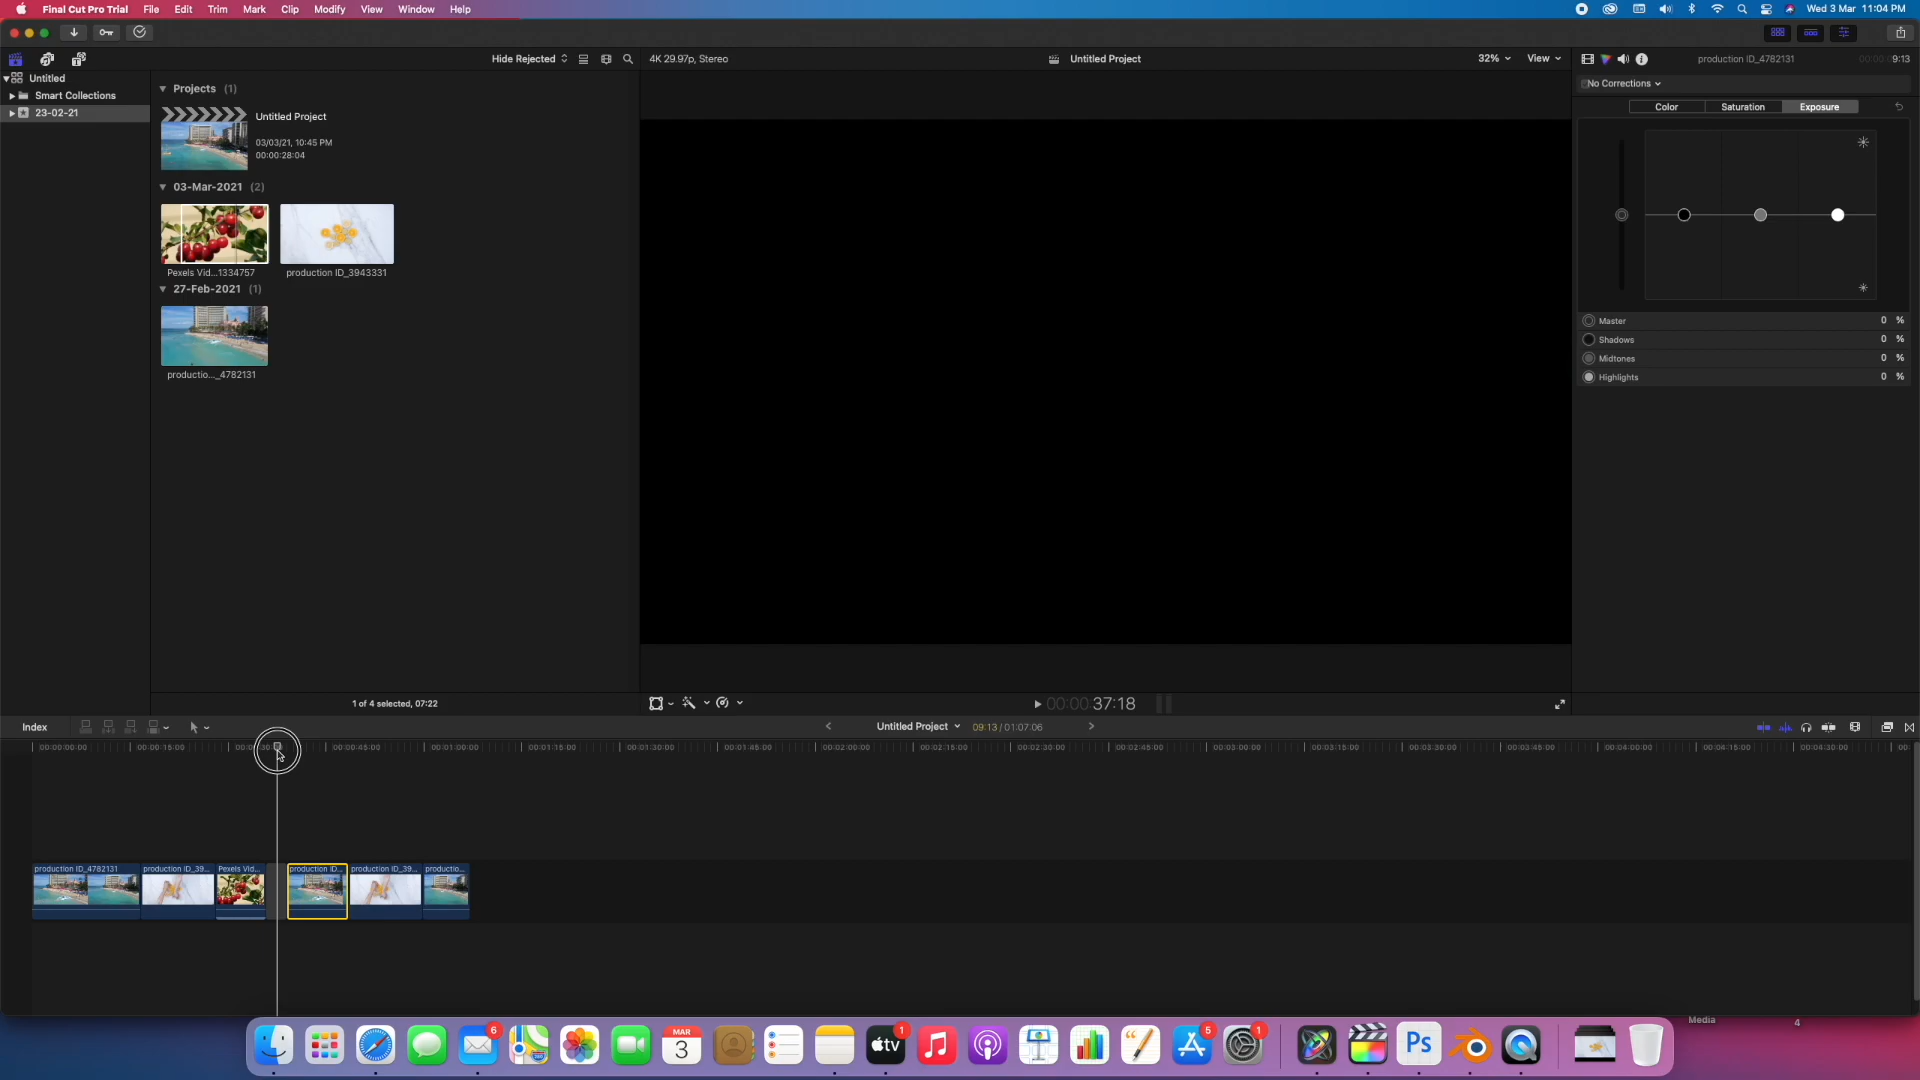 Final Cut Pro Trial File Edit Trim Mark Clip Modify View Window Help Wed 3 Mar 11:04 PM
Hide Rejected 4K 29.97p, Stereo Untitled Project 32% View production ID_4782131 9:13
Untitled
Smart Collections
23-02-21
Projects (1)
Untitled Project
03/03/21, 10:45 PM
00:00:28:04
03-Mar-2021 (2)
Pexels Vid...1334757 production ID_3943331
27-Feb-2021 (1)
productio..._4782131
No Corrections
Color Saturation Exposure
Master 0 %
Shadows 0 %
Midtones 0 %
Highlights 0 %
1 of 4 selected, 07:22 00:00:37:18
Index Untitled Project 09:13 / 01:07:06
00:00:00:00 00:00:15:00 00:00:45:00 00:01:00:00 00:01:15:00 00:01:30:00 00:01:45:00 00:02:00:00 00:02:15:00 00:02:30:00 00:02:45:00 00:03:00:00 00:03:15:00 00:03:30:00 00:03:45:00 00:04:00:00 00:04:15:00 00:04:30:00
production ID_4782131 production ID_39... Pexels Vid... production ID... production ID_39... productio...
Media 4
6 MAR 3 tv 1 5 1 Ps